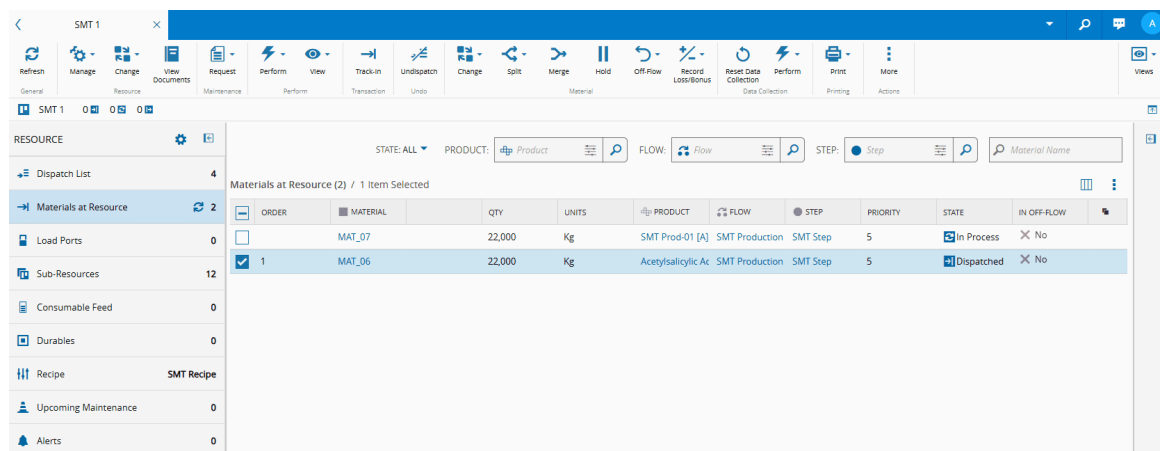 SMT 1
A
Refresh Manage Change View Documents Request Perform View Track-In Undispatch Change Split Merge Hold Off-Flow Record Loss/Bonus Reset Data Collection Perform Print More Views
General Resource Maintenance Perform Transaction Undo Material Data Collection Printing Actions
SMT 1 0 0 0
RESOURCE
STATE: ALL PRODUCT: Product FLOW: Flow STEP: Step Material Name
Dispatch List 4
Materials at Resource (2) / 1 Item Selected
Materials at Resource 2
ORDER MATERIAL QTY UNITS PRODUCT FLOW STEP PRIORITY STATE IN OFF-FLOW
MAT_07 22,000 Kg SMT Prod-01 [A] SMT Production SMT Step 5 In Process No
Load Ports 0
1 MAT_06 22,000 Kg Acetylsalicylic Ac SMT Production SMT Step 5 Dispatched No
Sub-Resources 12
Consumable Feed 0
Durables 0
Recipe SMT Recipe
Upcoming Maintenance 0
Alerts 0